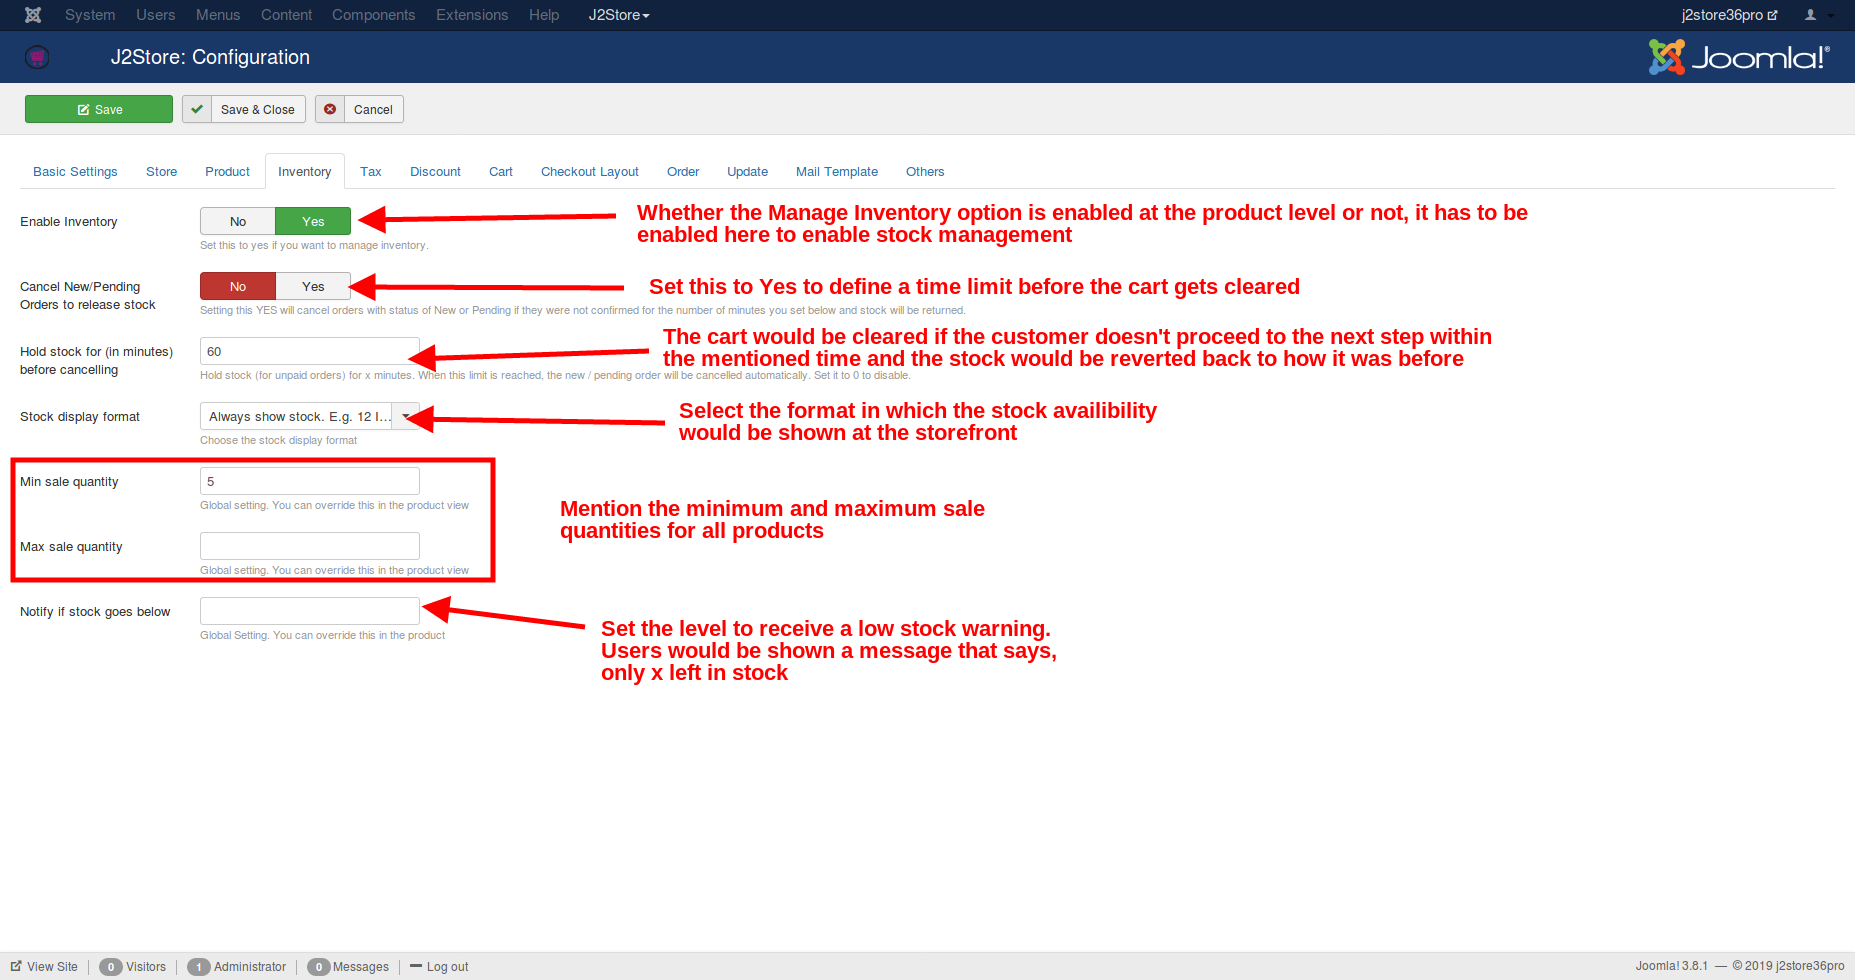 System Users Menus Content Components Extensions Help J2Store j2store36pro
J2Store: Configuration Joomla!®
Save Save & Close Cancel
Basic Settings Store Product Inventory Tax Discount Cart Checkout Layout Order Update Mail Template Others
Enable Inventory No Yes
Set this to yes if you want to manage inventory.
Whether the Manage Inventory option is enabled at the product level or not, it has to be
enabled here to enable stock management
Cancel New/Pending
Orders to release stock
No Yes
Setting this YES will cancel orders with status of New or Pending if they were not confirmed for the number of minutes you set below and stock will be returned.
Set this to Yes to define a time limit before the cart gets cleared
Hold stock for (in minutes)
before cancelling
60
Hold stock (for unpaid orders) for x minutes. When this limit is reached, the new / pending order will be cancelled automatically. Set it to 0 to disable.
The cart would be cleared if the customer doesn't proceed to the next step within
the mentioned time and the stock would be reverted back to how it was before
Stock display format Always show stock. E.g. 12 I...
Choose the stock display format
Select the format in which the stock availibility
would be shown at the storefront
Min sale quantity 5
Global setting. You can override this in the product view
Max sale quantity
Global setting. You can override this in the product view
Mention the minimum and maximum sale
quantities for all products
Notify if stock goes below
Global Setting. You can override this in the product
Set the level to receive a low stock warning.
Users would be shown a message that says,
only x left in stock
View Site 0 Visitors 1 Administrator 0 Messages Log out Joomla! 3.8.1 — © 2019 j2store36pro